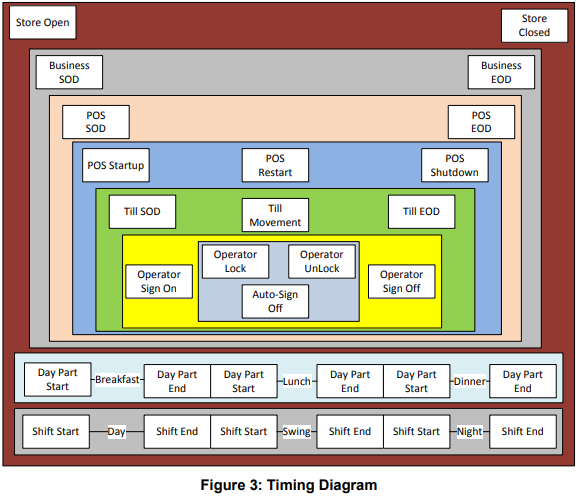 Store Open
Store
Closed
Business
SOD
Business
EOD
POS
SOD
POS
EOD
POS Startup
POS
Restart
POS
Shutdown
Till SOD
Till
Movement
Till EOD
Operator
Lock
Operator
UnLock
Operator
Sign On
Auto-Sign
Off
Operator
Sign Off
Day Part
Start
Breakfast
Day Part
End
Day Part
Start
Lunch
Day Part
End
Day Part
Start
Dinner
Day Part
End
Shift Start
Day
Shift End
Shift Start
Swing
Shift End
Shift Start
Night
Shift End
Figure 3: Timing Diagram